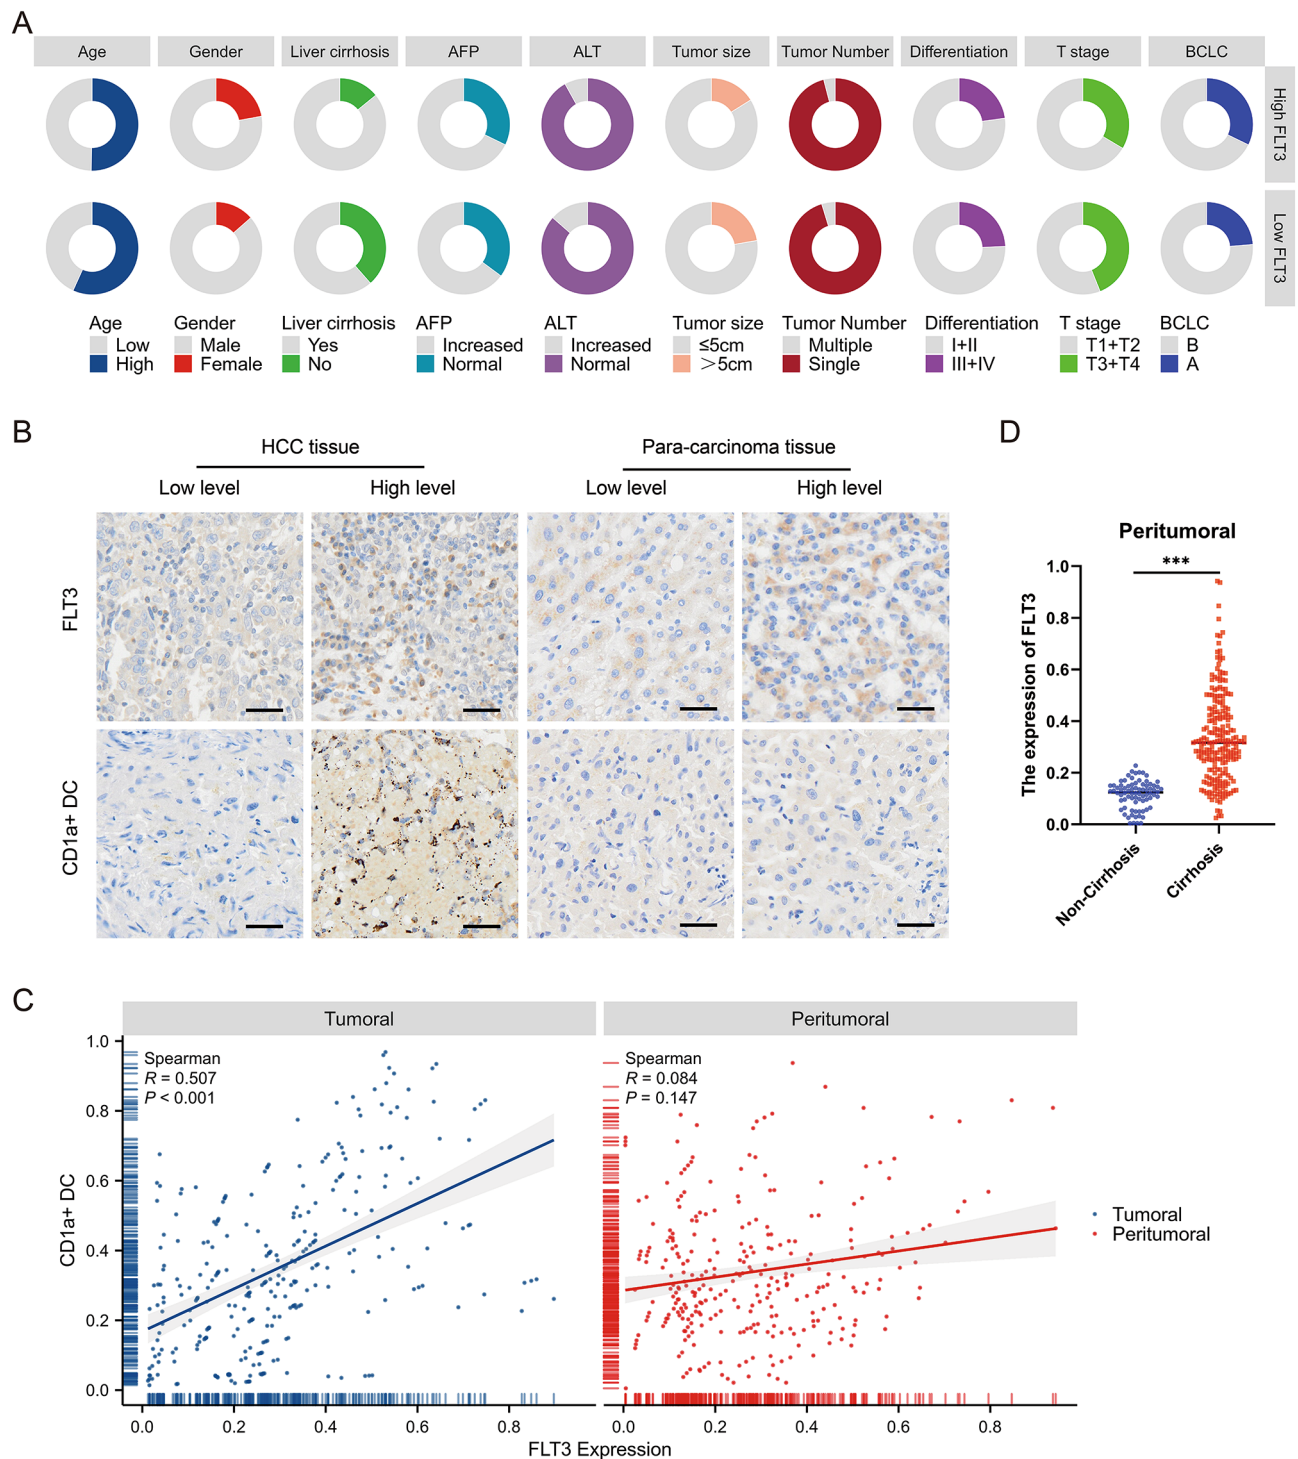 A
Age Gender Liver cirrhosis AFP ALT Tumor size Tumor Number Differentiation T stage BCLC
High FLT3
Low FLT3
Age Gender Liver cirrhosis AFP ALT Tumor size Tumor Number Differentiation T stage BCLC
Low Male Yes Increased Increased ≤5cm Multiple I+II T1+T2 B
High Female No Normal Normal >5cm Single III+IV T3+T4 A
B
HCC tissue Para-carcinoma tissue
Low level High level Low level High level
FLT3
CD1a+ DC
D
Peritumoral
***
The expression of FLT3
1.0
0.8
0.6
0.4
0.2
0.0
Non-Cirrhosis Cirrhosis
C
Tumoral Peritumoral
Spearman
R = 0.507
P < 0.001
Spearman
R = 0.084
P = 0.147
CD1a+ DC
1.0
0.8
0.6
0.4
0.2
0.0
0.0 0.2 0.4 0.6 0.8 0.0 0.2 0.4 0.6 0.8
FLT3 Expression
Tumoral
Peritumoral